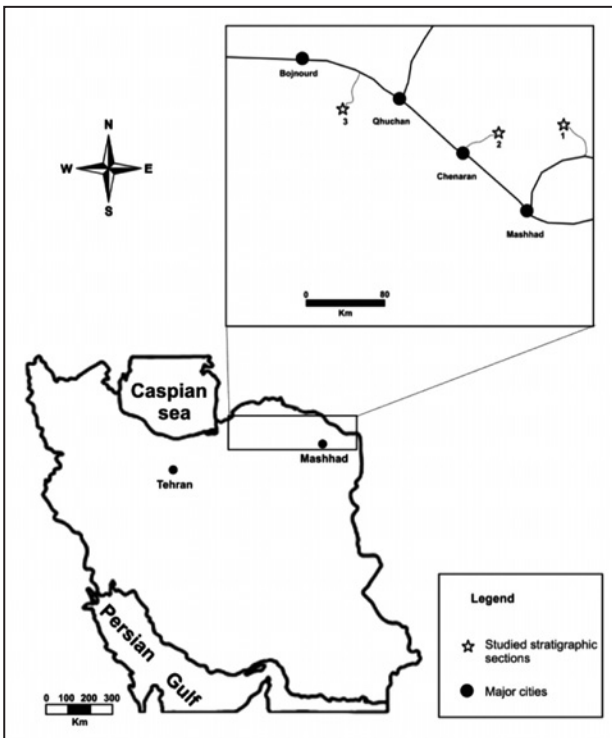 Bojnourd
3
Qhuchan
2
1
Chenaran
Mashhad
N
W E
S
0 80
Km
Caspian
sea
Mashhad
Tehran
Persian
Gulf
0 100 200 300
Km
Legend
Studied stratigraphic
sections
Major cities